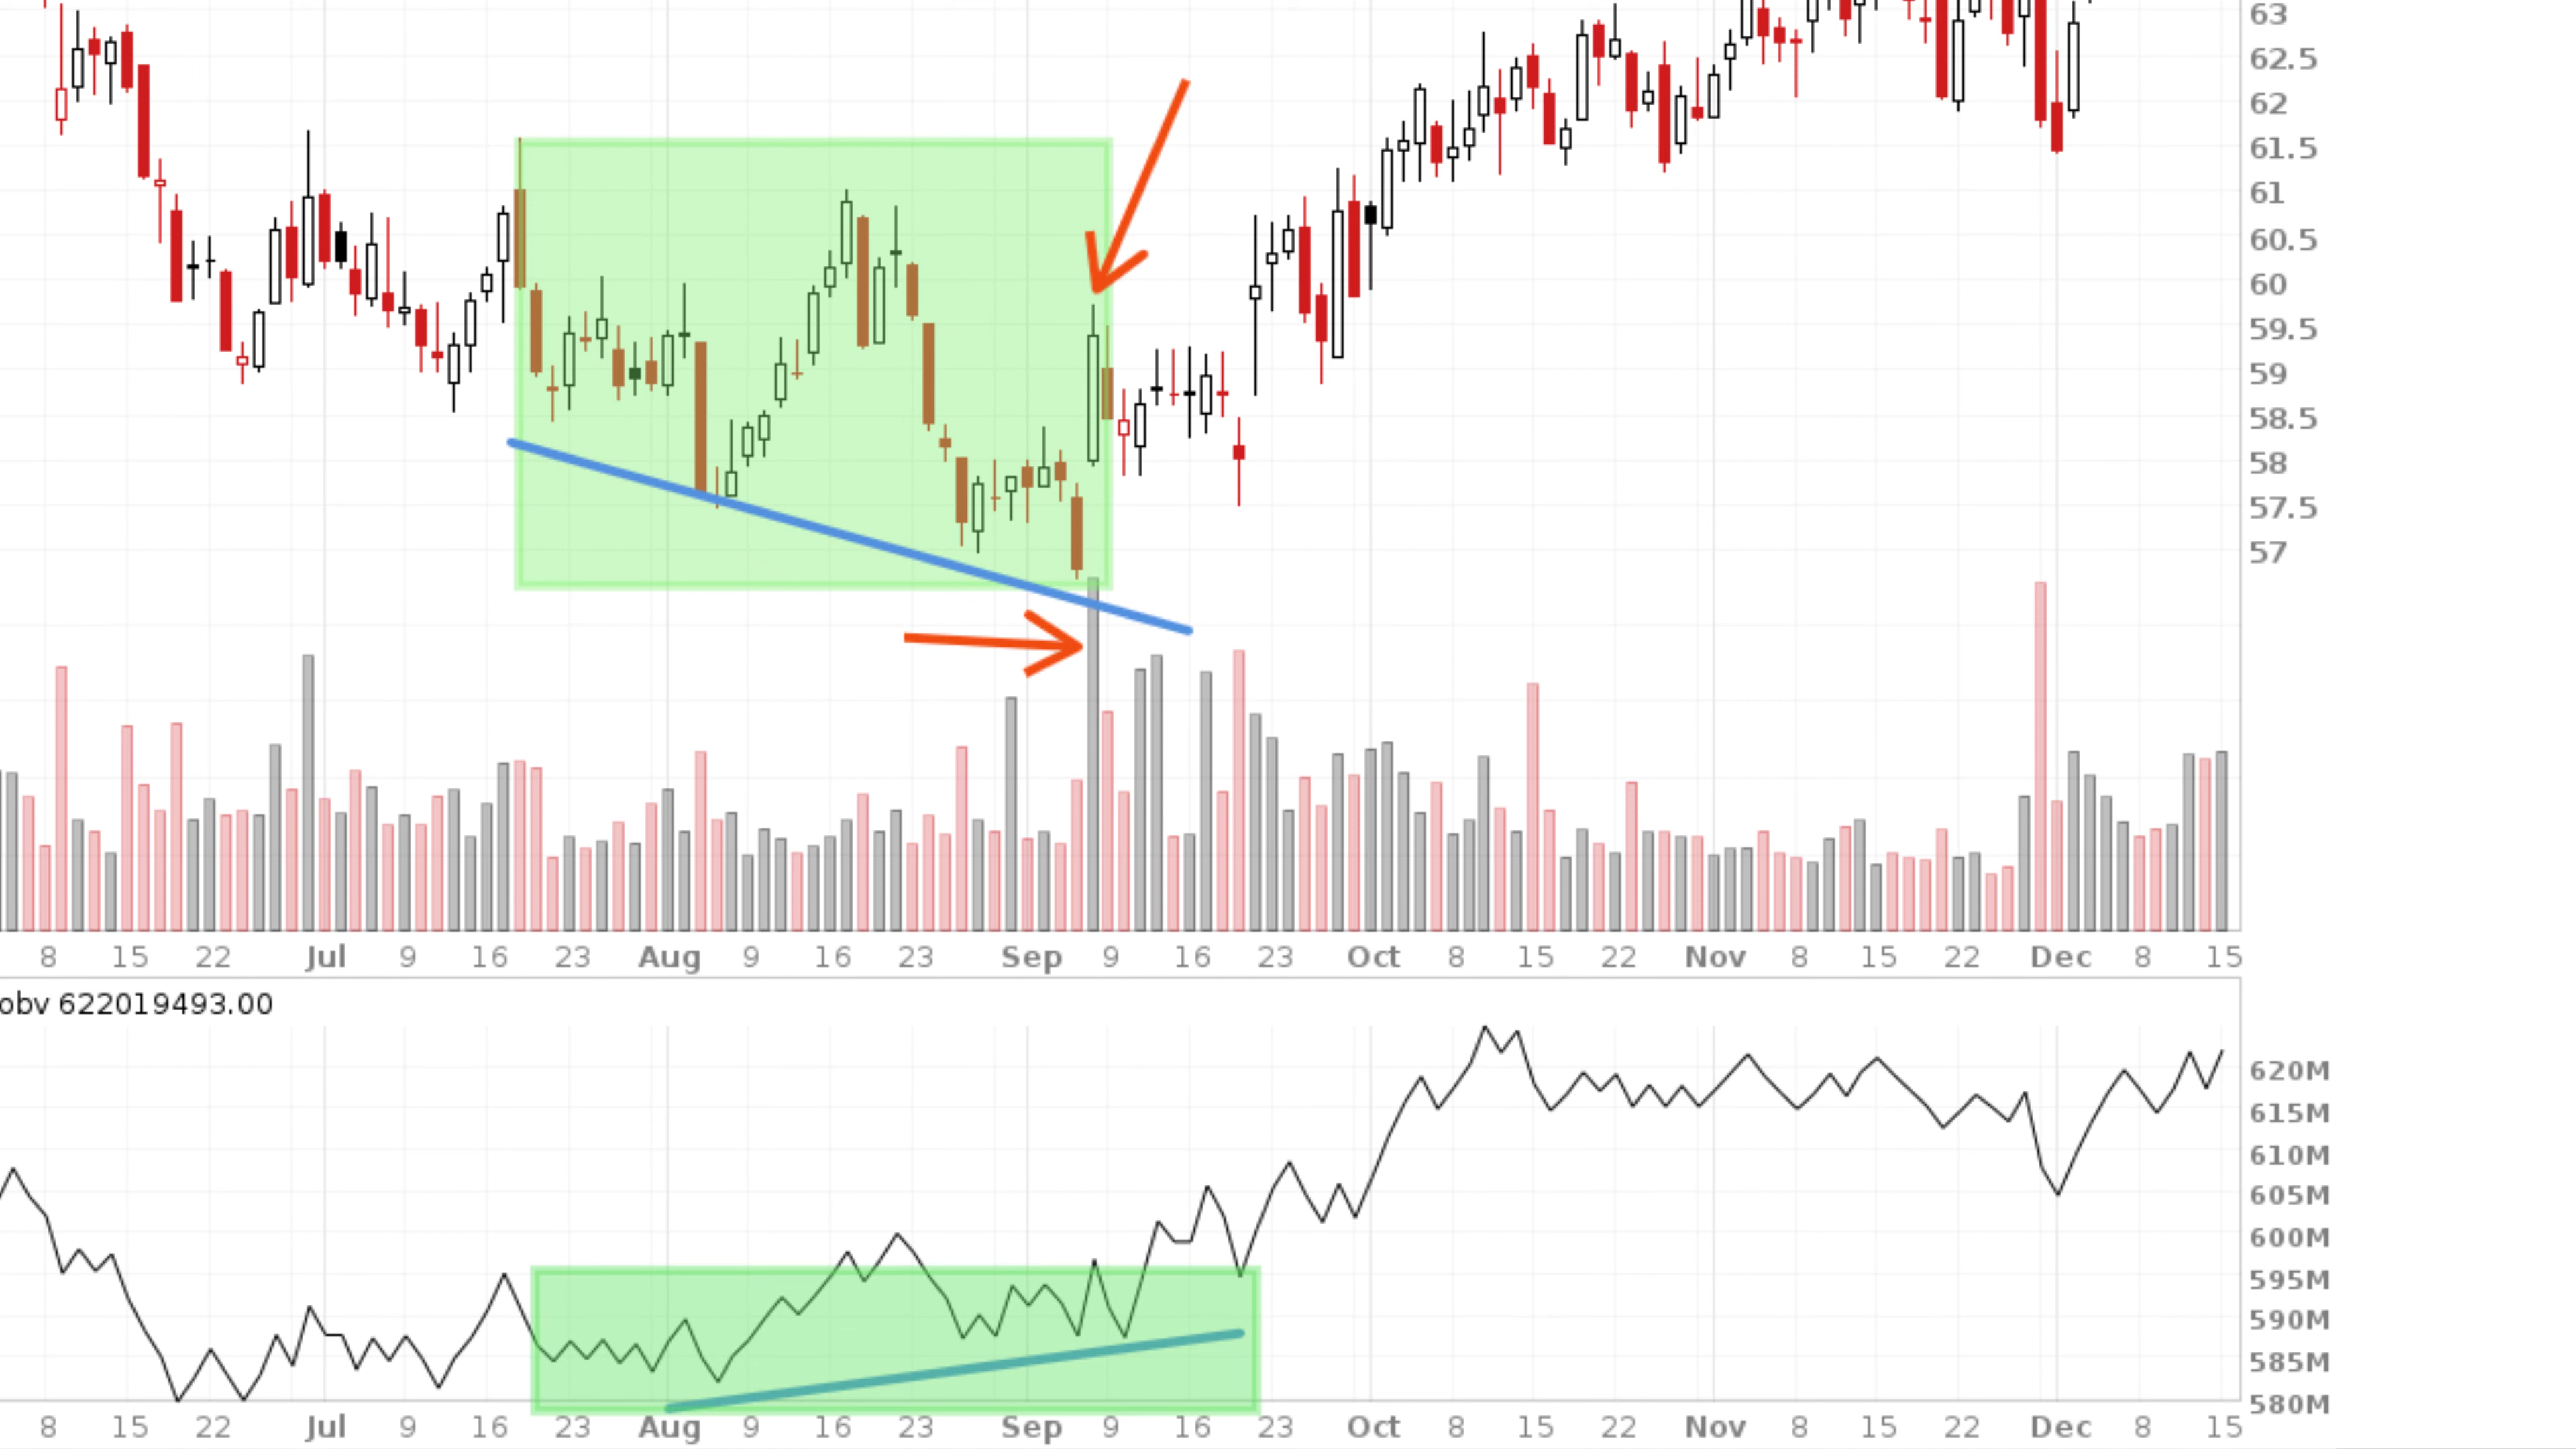 63
62.5
62
61.5
61
60.5
60
59.5
59
58.5
58
57.5
57
8 15 22 Jul 9 16 23 Aug 9 16 23 Sep 9 16 23 Oct 8 15 22 Nov 8 15 22 Dec 8 15
obv 622019493.00
620M
615M
610M
605M
600M
595M
590M
585M
580M
8 15 22 Jul 9 16 23 Aug 9 16 23 Sep 9 16 23 Oct 8 15 22 Nov 8 15 22 Dec 8 15